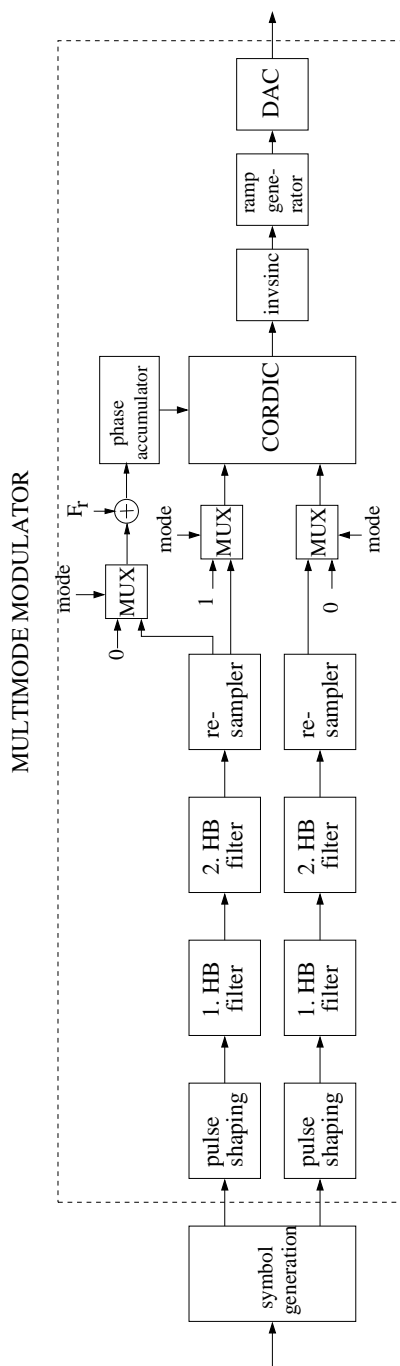 MULTIMODE MODULATOR
symbol
generation
pulse
shaping
pulse
shaping
1. HB
filter
1. HB
filter
2. HB
filter
2. HB
filter
re-
sampler
re-
sampler
mode
0
MUX
F_r
+
phase
accumulator
mode
1
MUX
MUX
0
mode
CORDIC
invsinc
ramp
gene-
rator
DAC